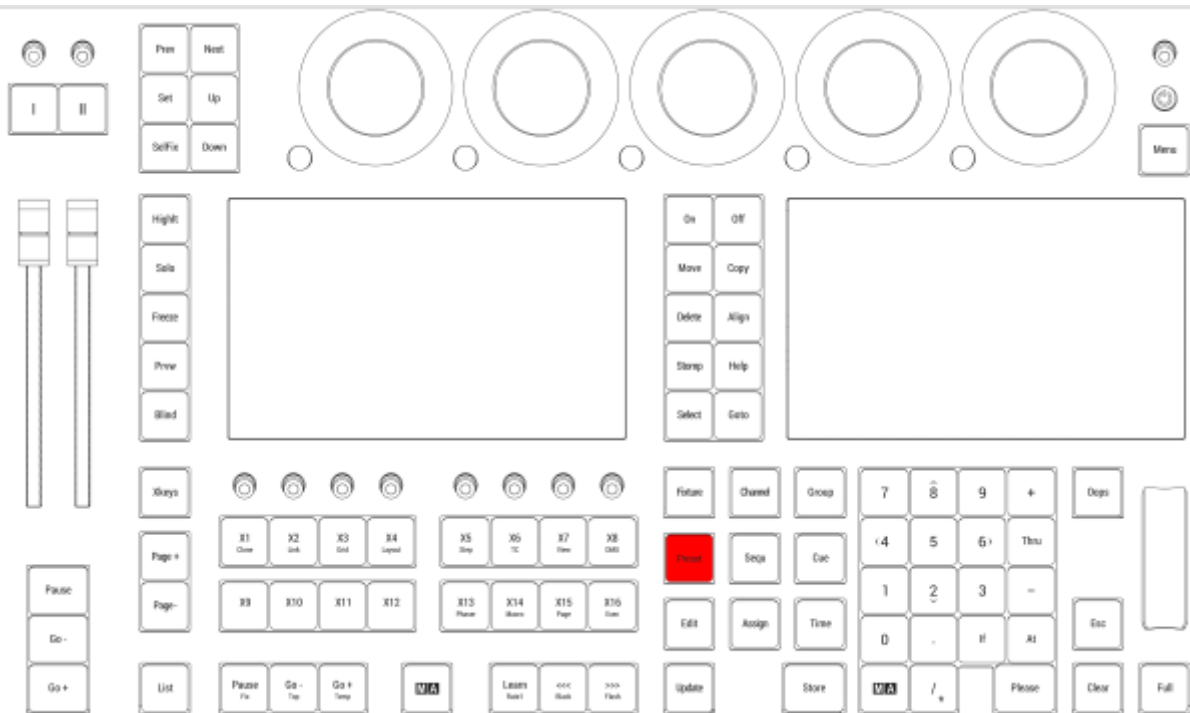 Prev Next
I II Set Up
SelFix Down Menu
Highlt On Off
Solo Move Copy
Freeze Delete Align
Prvw Stomp Help
Blind Select Goto
Xkeys Fixture Channel Group 7 8 9 + Oops
X1 X2 X3 X4 X5 X6 X7 X8
Clone Link Grid Layout Step TC View DMX
Page + Preset Sequ Cue 4 5 6 Thru
Pause Page- X9 X10 X11 X12 X13 X14 X15 X16
Phaser Macro Page Exec
1 2 3 -
Go - Edit Assign Time 0 . If At Esc
Go + List Pause Go - Go + MA Learn <<< >>> Update Store MA / * Please Clear Full
Fix Top Temp Rate1 Black Flash